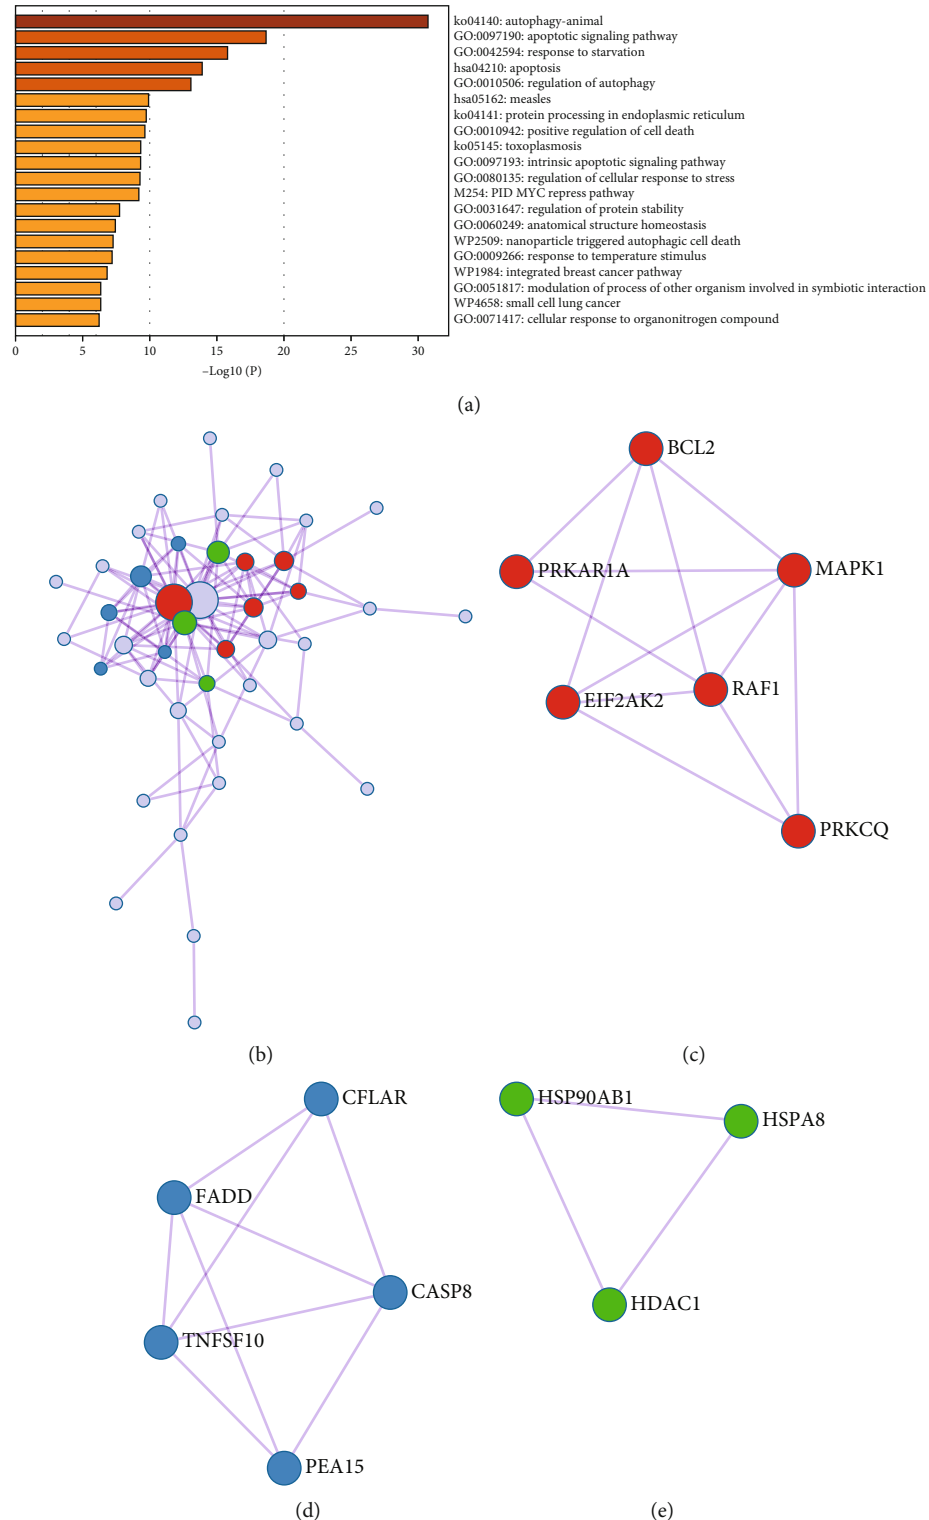 ko04140: autophagy-animal
GO:0097190: apoptotic signaling pathway
GO:0042594: response to starvation
hsa04210: apoptosis
GO:0010506: regulation of autophagy
hsa05162: measles
ko04141: protein processing in endoplasmic reticulum
GO:0010942: positive regulation of cell death
ko05145: toxoplasmosis
GO:0097193: intrinsic apoptotic signaling pathway
GO:0080135: regulation of cellular response to stress
M254: PID MYC repress pathway
GO:0031647: regulation of protein stability
GO:0060249: anatomical structure homeostasis
WP2509: nanoparticle triggered autophagic cell death
GO:0009266: response to temperature stimulus
WP1984: integrated breast cancer pathway
GO:0051817: modulation of process of other organism involved in symbiotic interaction
WP4658: small cell lung cancer
GO:0071417: cellular response to organonitrogen compound
0 5 10 15 20 25 30
–Log10 (P)
(a)
BCL2
PRKAR1A
MAPK1
EIF2AK2
RAF1
PRKCQ
(b)
(c)
CFLAR
FADD
CASP8
TNFSF10
PEA15
HSP90AB1
HSPA8
HDAC1
(d)
(e)